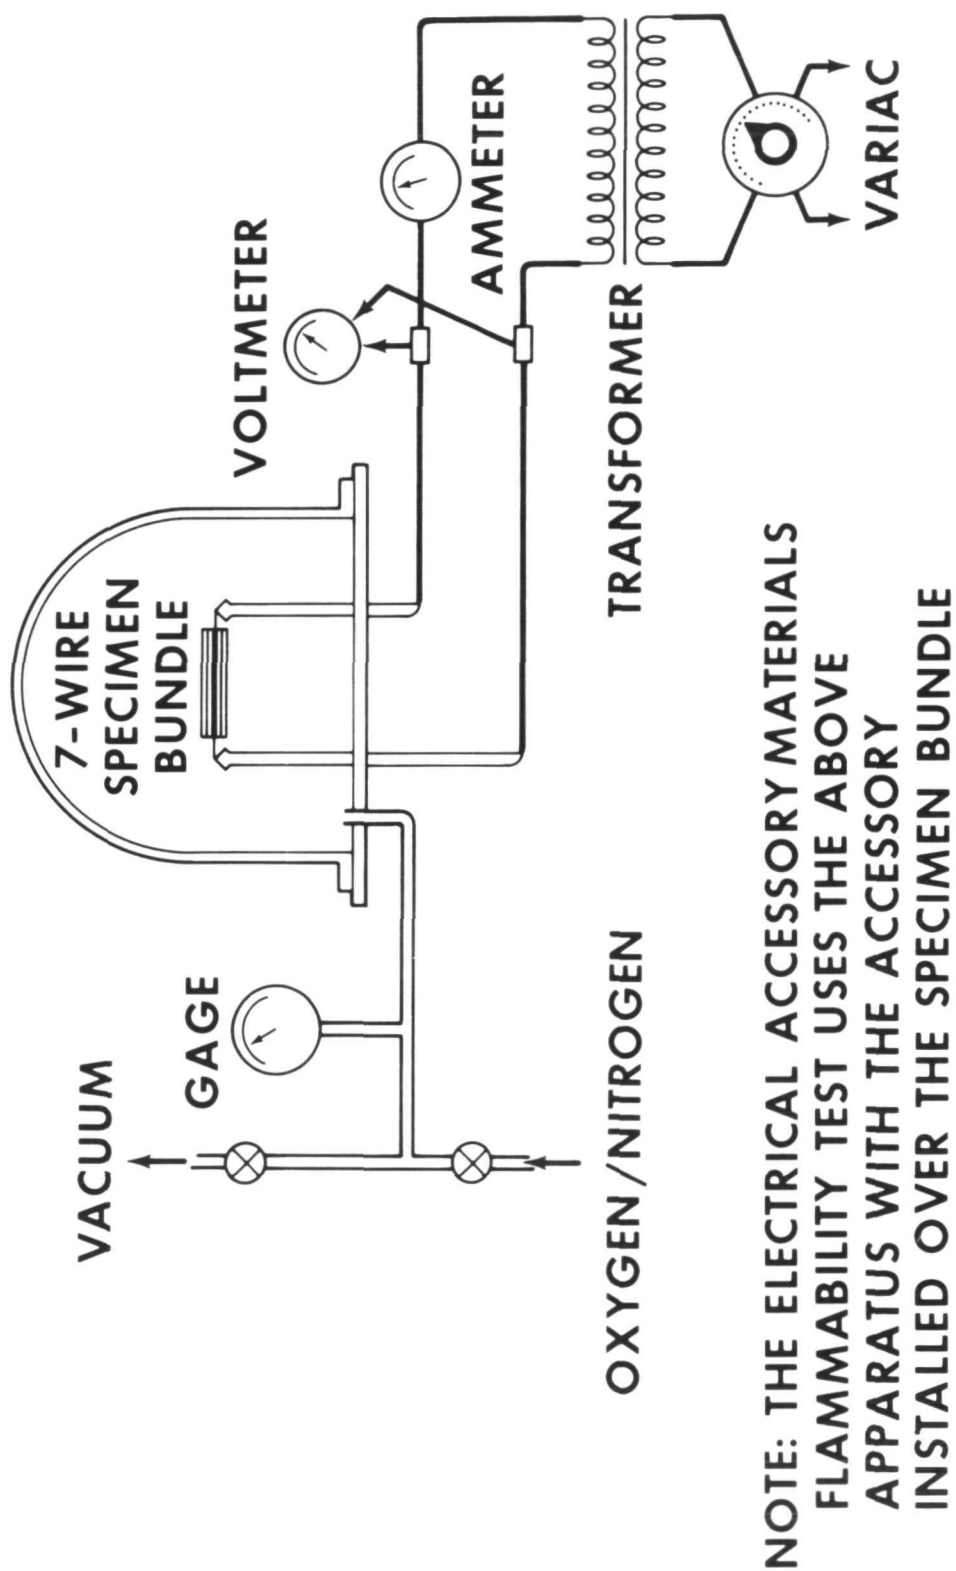 VACUUM
GAGE
OXYGEN/NITROGEN
7-WIRE
SPECIMEN
BUNDLE
VOLTMETER
AMMETER
TRANSFORMER
VARIAC
NOTE: THE ELECTRICAL ACCESSORY MATERIALS
FLAMMABILITY TEST USES THE ABOVE
APPARATUS WITH THE ACCESSORY
INSTALLED OVER THE SPECIMEN BUNDLE